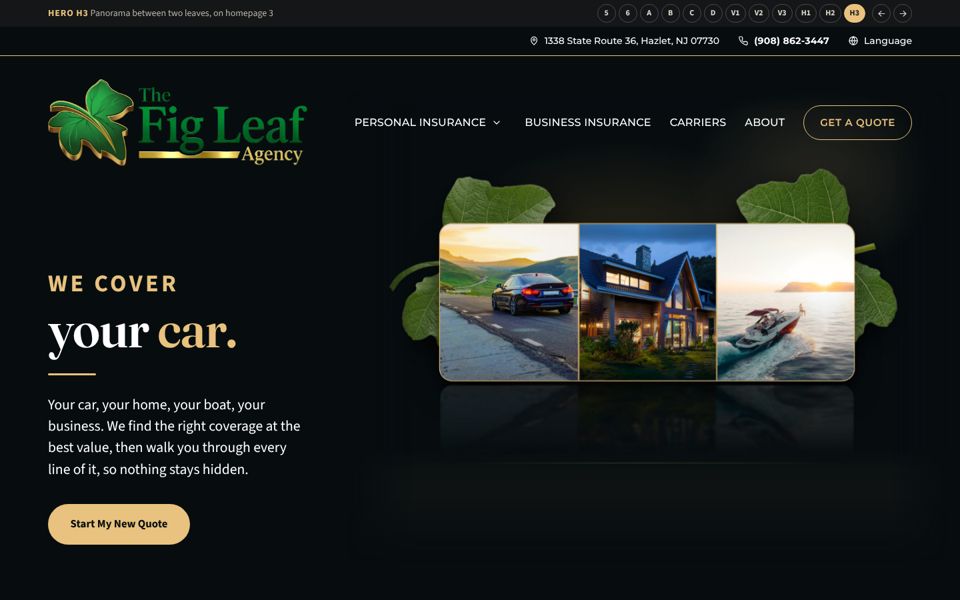 HERO H3 Panorama between two leaves, on homepage 3
5 6 A B C D V1 V2 V3 H1 H2 H3 ← →
1338 State Route 36, Hazlet, NJ 07730 (908) 862-3447 Language
The
Fig Leaf
Agency
PERSONAL INSURANCE BUSINESS INSURANCE CARRIERS ABOUT GET A QUOTE
WE COVER
your car.
Your car, your home, your boat, your
business. We find the right coverage at the
best value, then walk you through every
line of it, so nothing stays hidden.
Start My New Quote